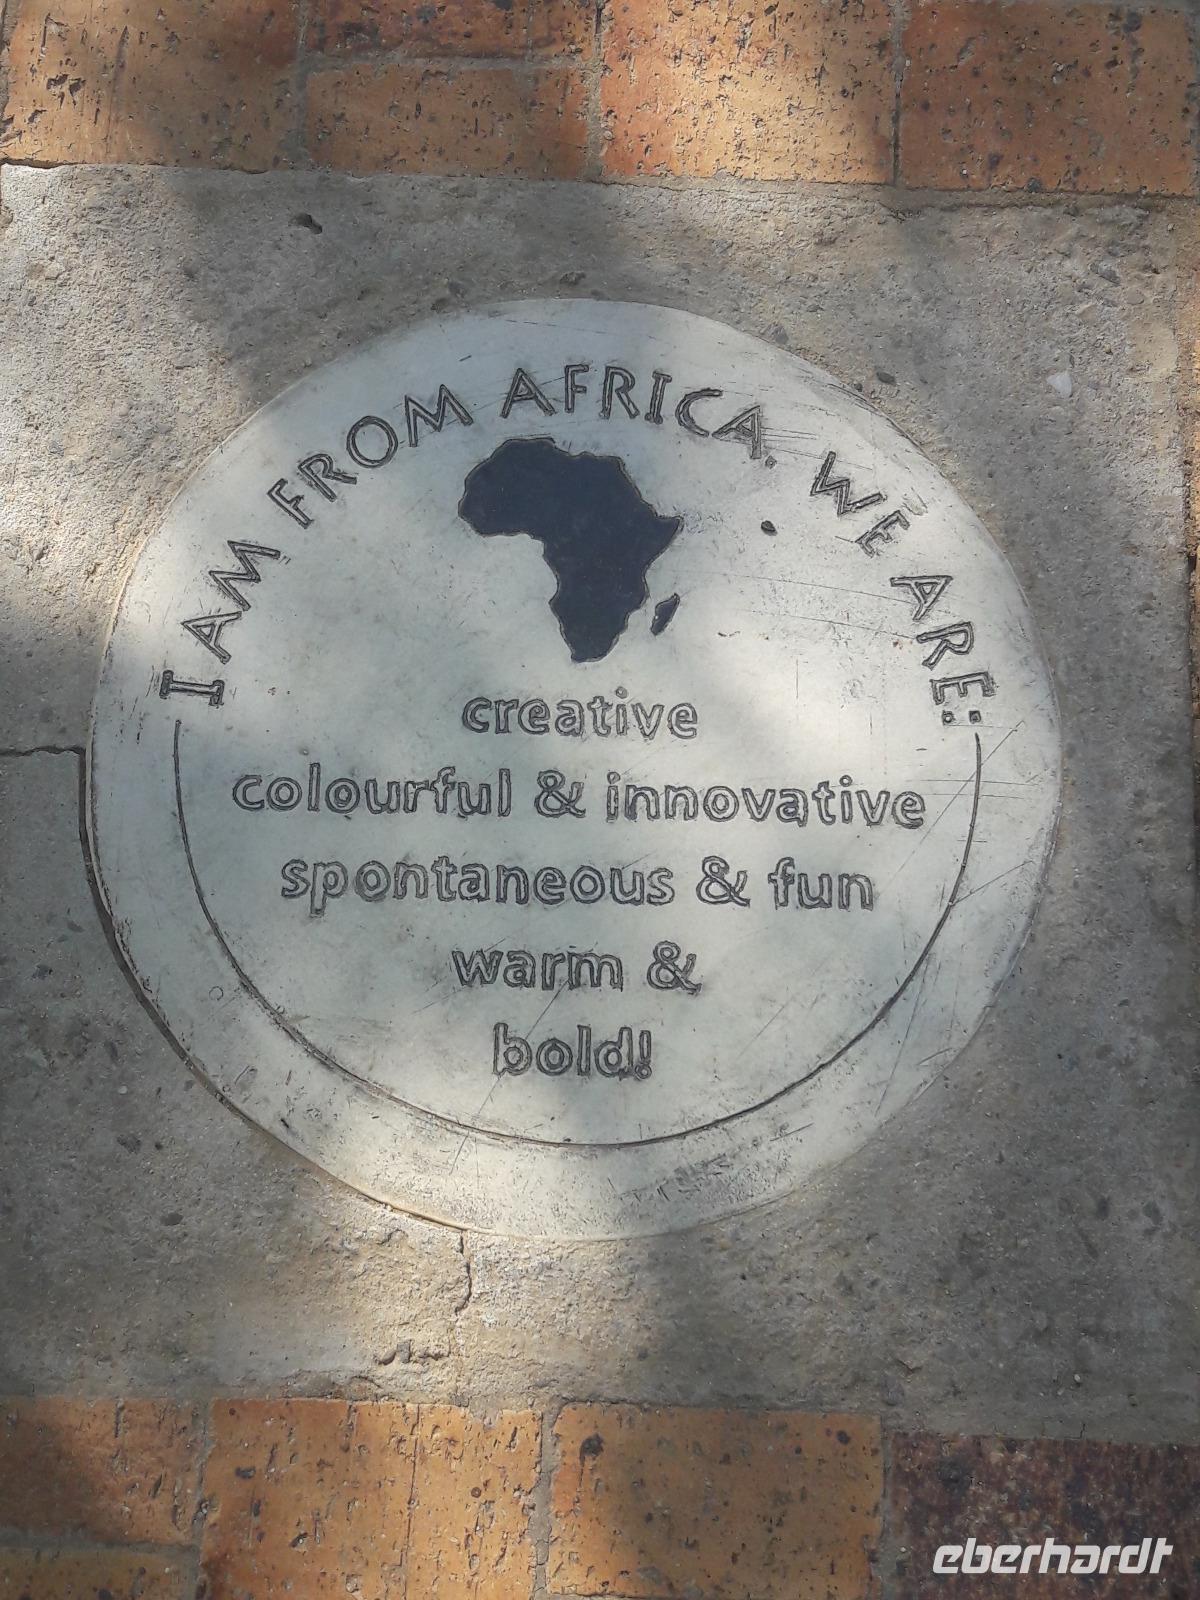 I AM FROM AFRICA. WE ARE:
creative
colourful & innovative
spontaneous & fun
warm &
bold!
eberhardt